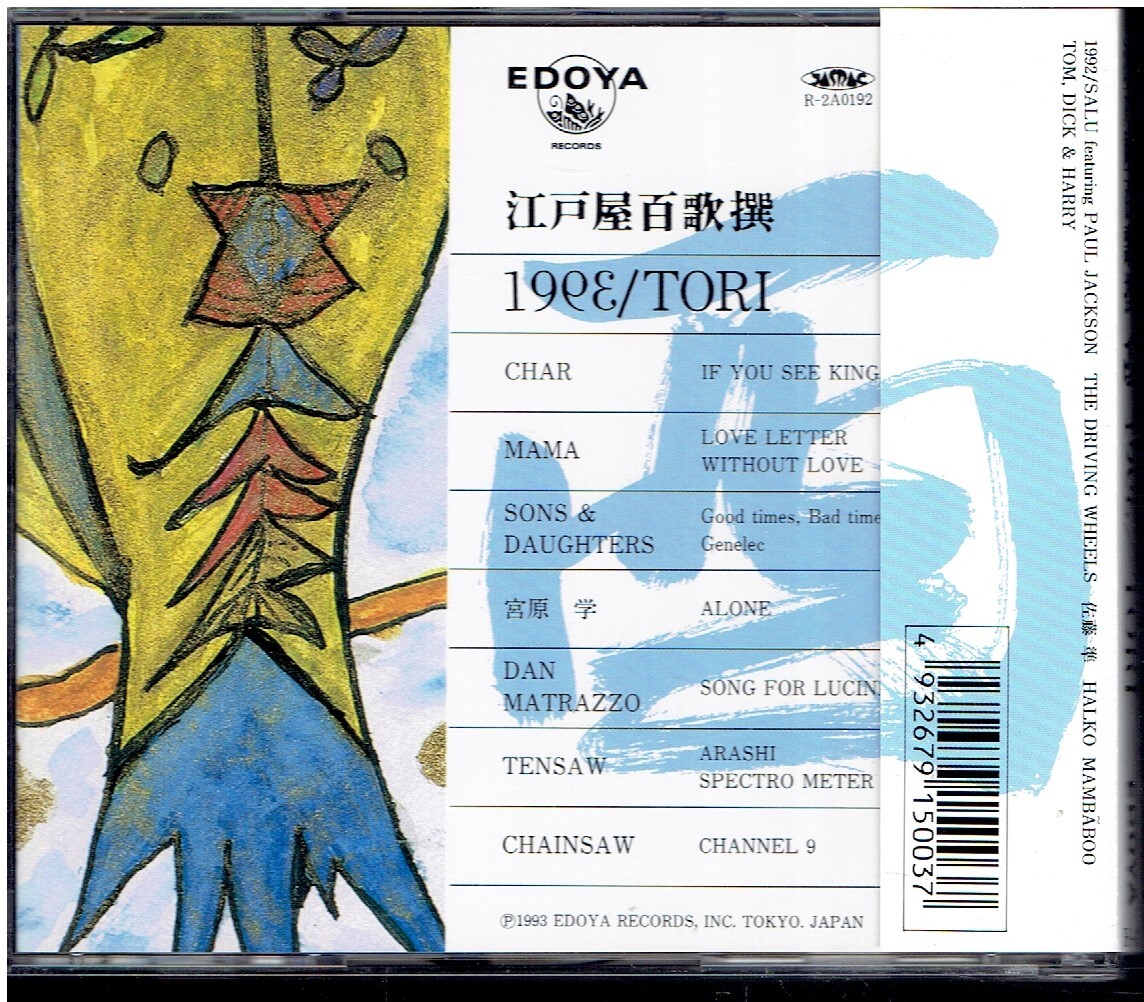 EDOYA
RECORDS
JASRAC
R-2A0192
江戸屋百歌撰
1993/TORI
CHAR
IF YOU SEE KING
MAMA
LOVE LETTER
WITHOUT LOVE
SONS &
DAUGHTERS
Good times, Bad time
Genelec
宮原 学
ALONE
DAN
MATRAZZO
SONG FOR LUCIN
TENSAW
ARASHI
SPECTRO METER
CHAINSAW
CHANNEL 9
Ⓟ1993 EDOYA RECORDS, INC. TOKYO. JAPAN
1992/SALU featuring PAUL JACKSON THE DRIVING WHEELS 佐藤 準 HALKO MAMBÂBOO
TOM, DICK & HARRY
4 932679 150037